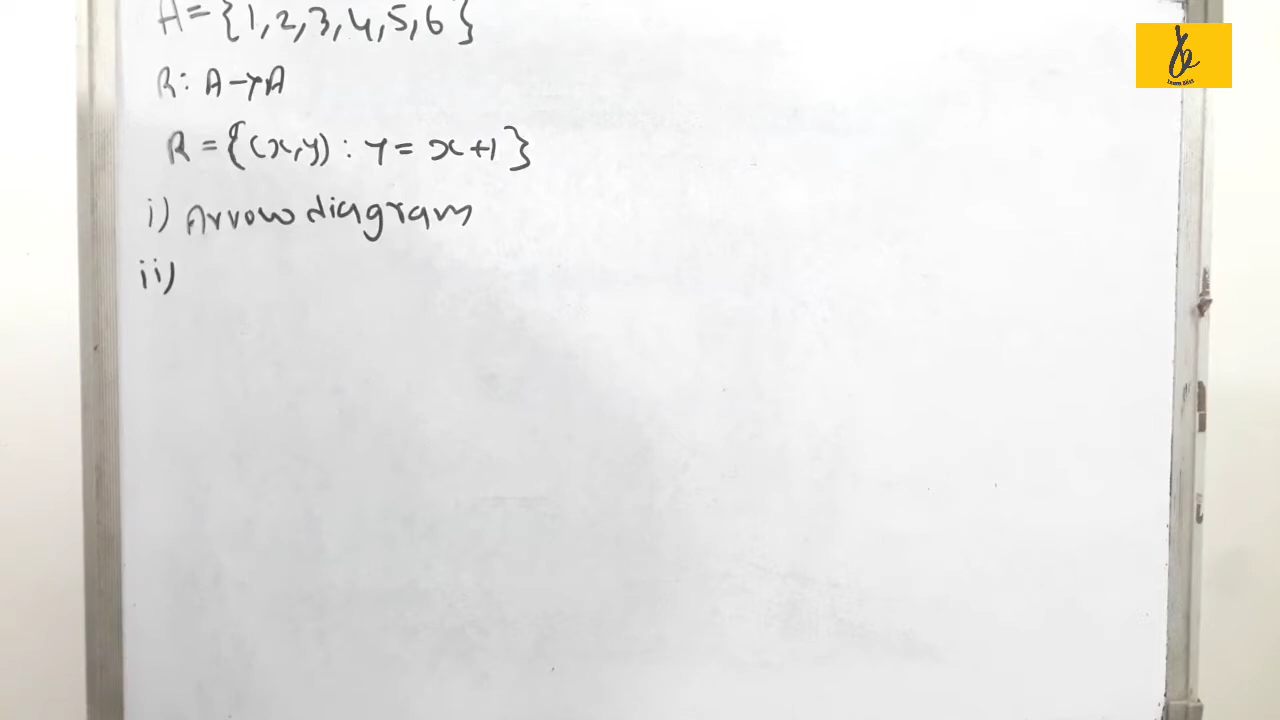 A = {1,2,3,4,5,6}
R: A→A
R = {(x,y) : y = x+1}
i) Arrow diagram
ii)